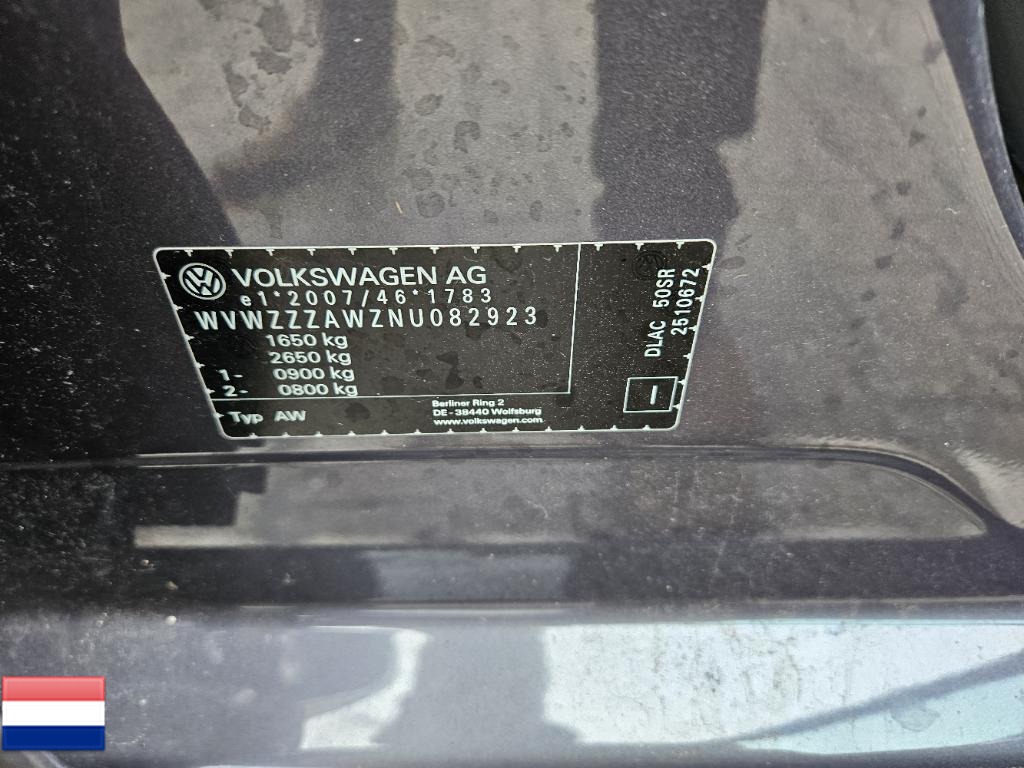 VOLKSWAGEN AG
e1*2007/46*1783
WVWZZZAWZNU082923
1650 kg
2650 kg
1- 0900 kg
2- 0800 kg
Typ AW
Berliner Ring 2
DE-38440 Wolfsburg
www.volkswagen.com
DLAC 50SR
2510672